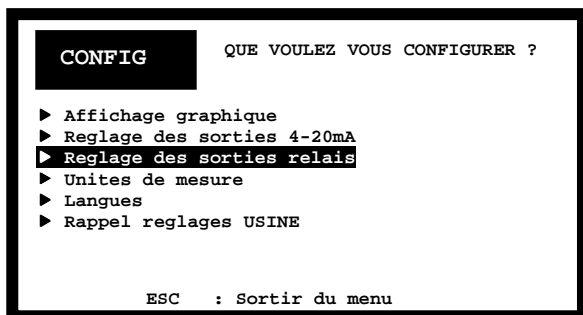 CONFIG
QUE VOULEZ VOUS CONFIGURER ?
Affichage graphique
Reglage des sorties 4-20mA
Reglage des sorties relais
Unites de mesure
Langues
Rappel reglages USINE
ESC : Sortir du menu